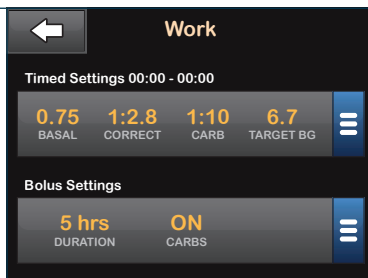 Work
Timed Settings 00:00 - 00:00
0.75 1:2.8 1:10 6.7
BASAL CORRECT CARB TARGET BG
Bolus Settings
5 hrs ON
DURATION CARBS